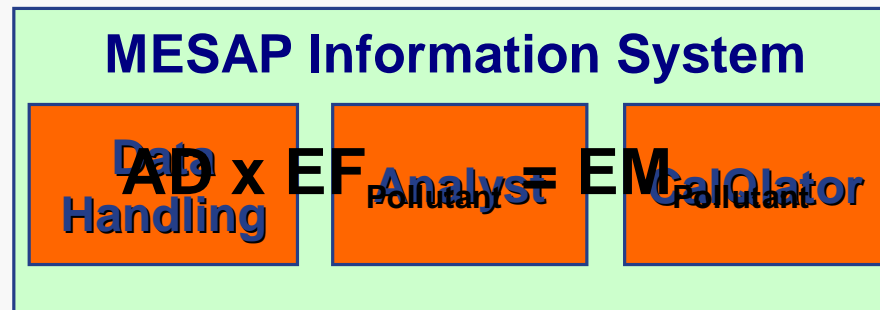 MESAP Information System
Data
Handling
Analyst
CalQlator
AD x EF Pollutant = EM Pollutant